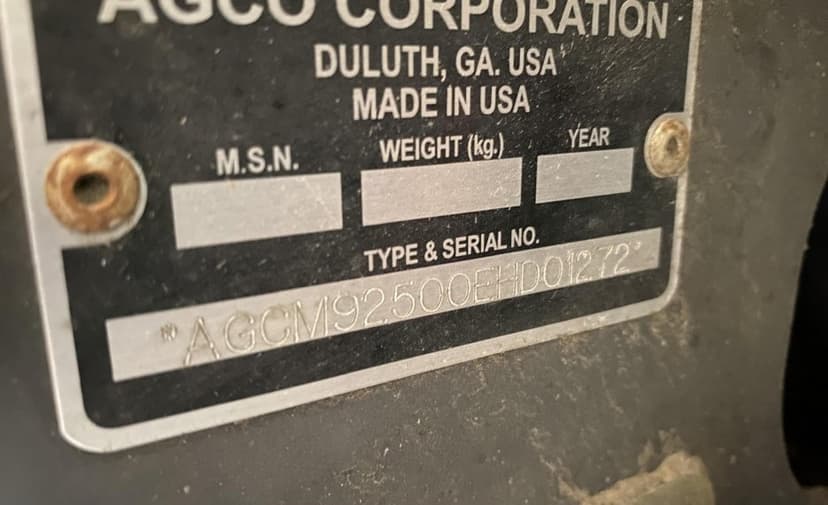 AGCO CORPORATION
DULUTH, GA. USA
MADE IN USA
M.S.N. WEIGHT (kg.) YEAR
TYPE & SERIAL NO.
*AGCM92500EHD01272*